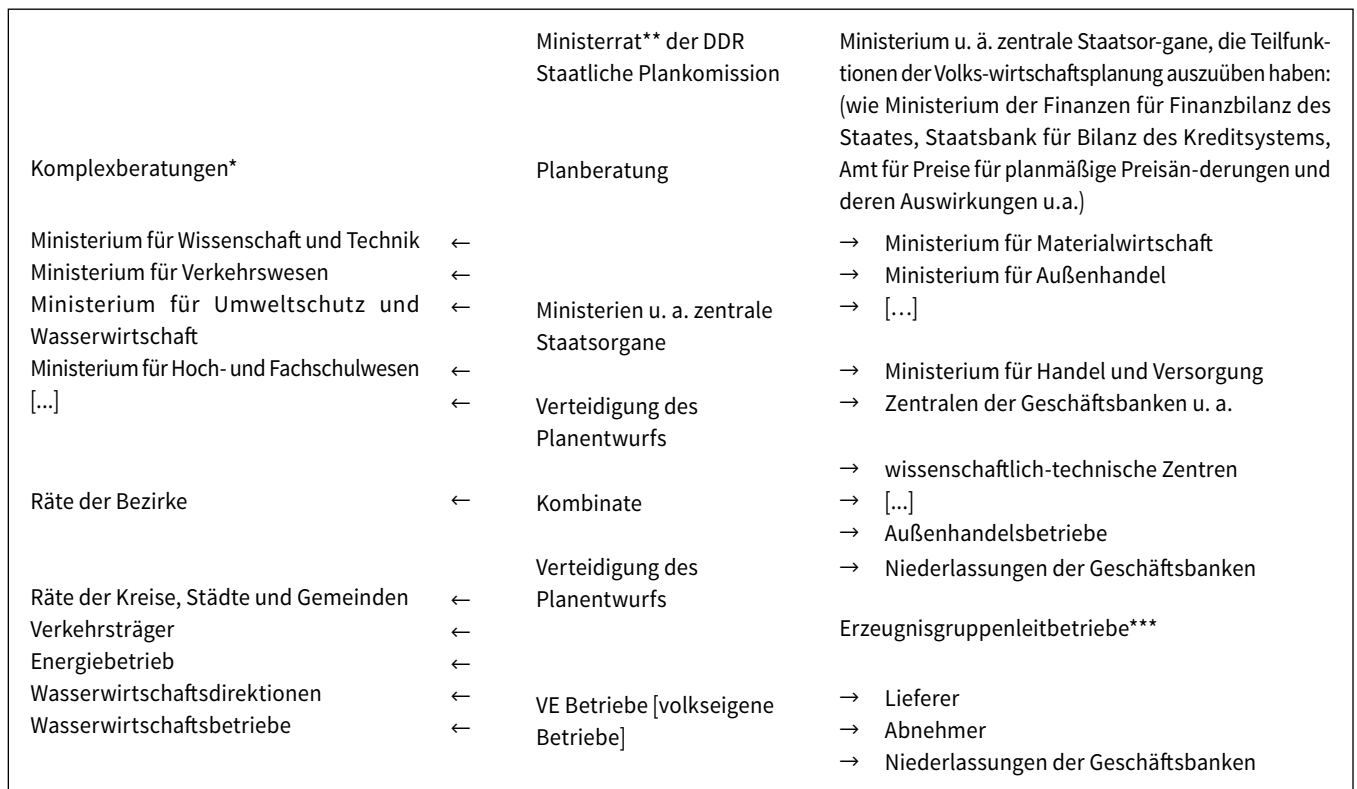 Ministerrat** der DDR
Staatliche Plankomission
Ministerium u. ä. zentrale Staatsor-gane, die Teilfunk-
tionen der Volks-wirtschaftsplanung auszuüben haben:
(wie Ministerium der Finanzen für Finanzbilanz des
Staates, Staatsbank für Bilanz des Kreditsystems,
Amt für Preise für planmäßige Preisän-derungen und
deren Auswirkungen u.a.)
Komplexberatungen*
Planberatung
Ministerium für Wissenschaft und Technik ← → Ministerium für Materialwirtschaft
Ministerium für Verkehrswesen ← → Ministerium für Außenhandel
Ministerium für Umweltschutz und ← → […]
Wasserwirtschaft
Ministerien u. a. zentrale
Staatsorgane
Ministerium für Hoch- und Fachschulwesen ← → Ministerium für Handel und Versorgung
[...] ← → Zentralen der Geschäftsbanken u. a.
Verteidigung des
Planentwurfs
→ wissenschaftlich-technische Zentren
Räte der Bezirke ← Kombinate → [...]
→ Außenhandelsbetriebe
Verteidigung des → Niederlassungen der Geschäftsbanken
Planentwurfs
Räte der Kreise, Städte und Gemeinden ←
Verkehrsträger ← Erzeugnisgruppenleitbetriebe***
Energiebetrieb ←
Wasserwirtschaftsdirektionen ← → Lieferer
VE Betriebe [volkseigene
Betriebe]
Wasserwirtschaftsbetriebe ← → Abnehmer
→ Niederlassungen der Geschäftsbanken